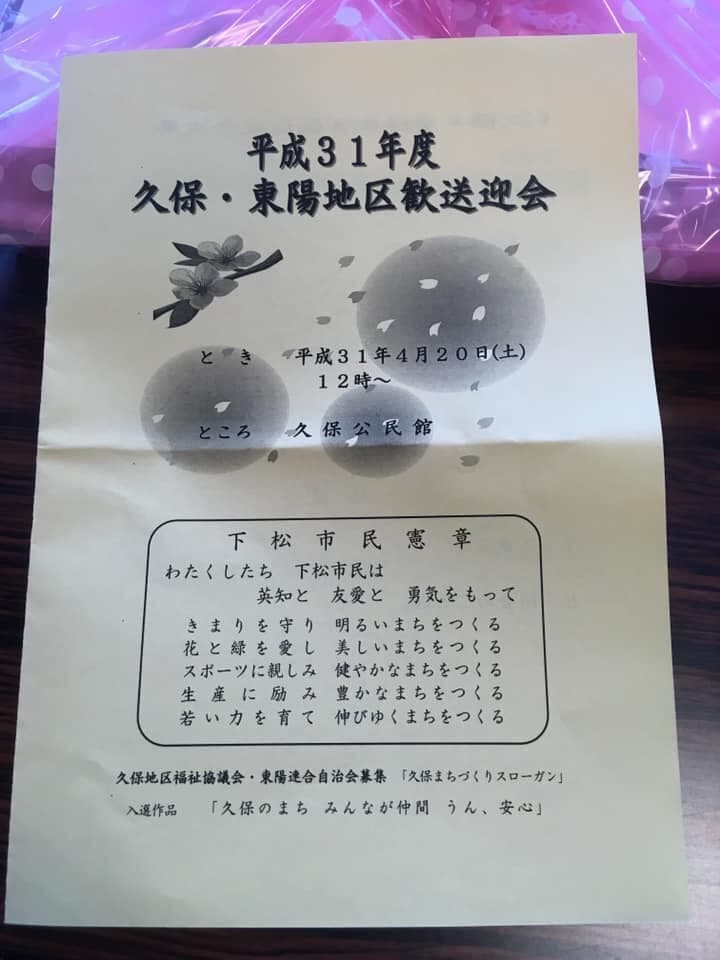 平成３１年度
久保・東陽地区歓送迎会
とき　平成３１年４月２０日(土)
１２時～
ところ　久保公民館
下松市民憲章
わたくしたち　下松市民は
英知と　友愛と　勇気をもって
きまりを守り　明るいまちをつくる
花と緑を愛し　美しいまちをつくる
スポーツに親しみ　健やかなまちをつくる
生産に励み　豊かなまちをつくる
若い力を育て　伸びゆくまちをつくる
久保地区福祉協議会・東陽連合自治会募集　「久保まちづくりスローガン」
入選作品　「久保のまち　みんなが仲間　うん、安心」